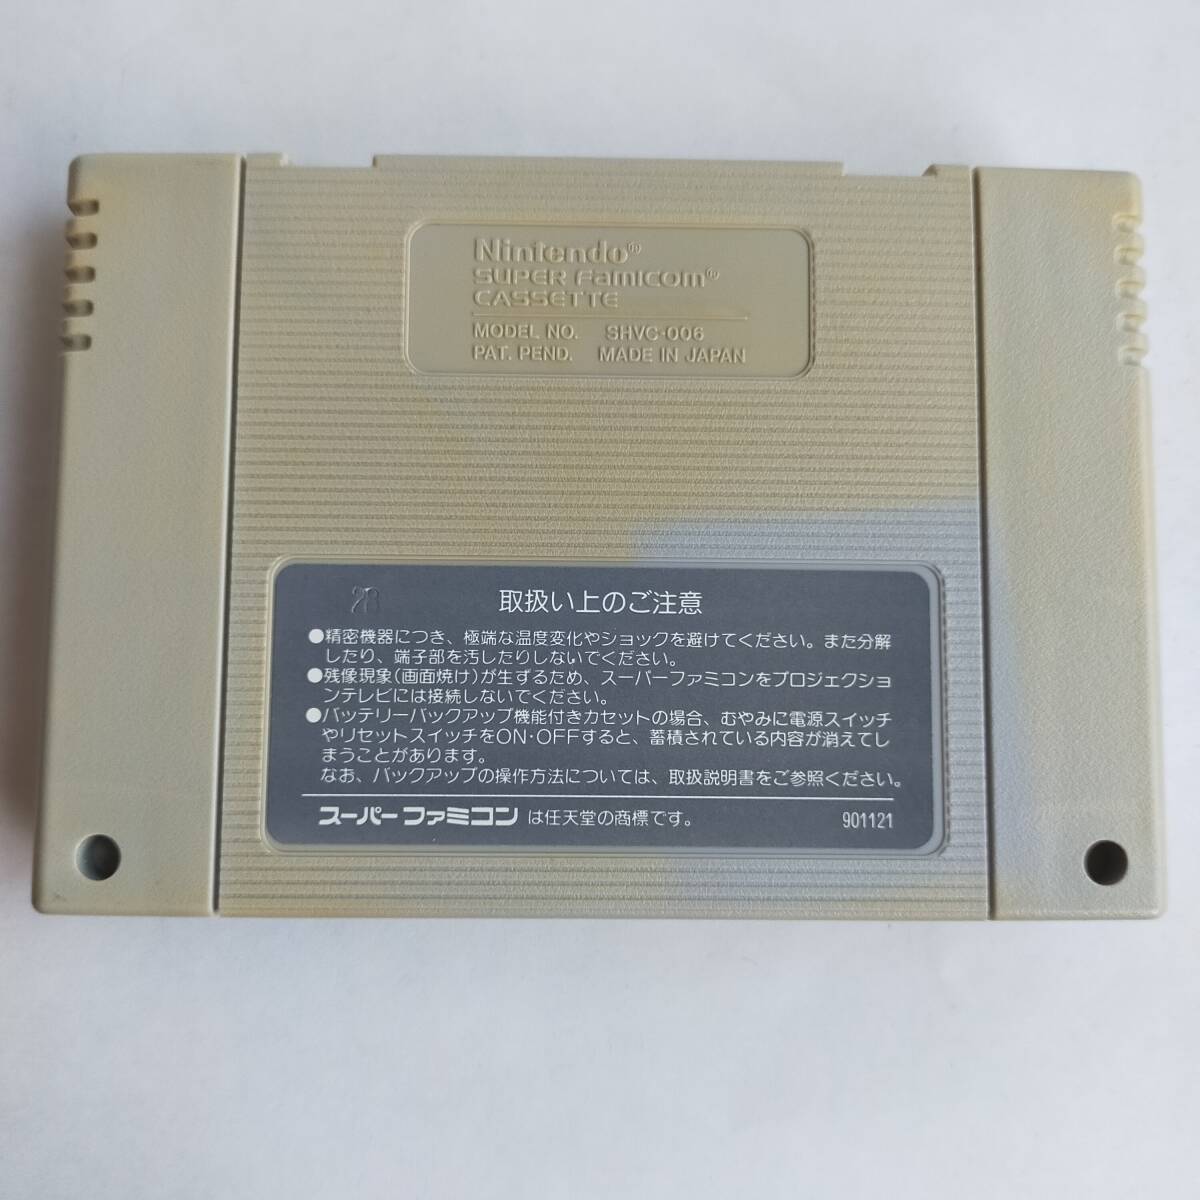 Nintendo®
SUPER Famicom®
CASSETTE
MODEL NO. SHVC-006
PAT. PEND. MADE IN JAPAN
取扱い上のご注意
●精密機器につき、極端な温度変化やショックを避けてください。また分解
したり、端子部を汚したりしないでください。
●残像現象(画面焼け)が生ずるため、スーパーファミコンをプロジェクショ
ンテレビには接続しないでください。
●バッテリーバックアップ機能付きカセットの場合、むやみに電源スイッチ
やリセットスイッチをON・OFFすると、蓄積されている内容が消えてし
まうことがあります。
なお、バックアップの操作方法については、取扱説明書をご参照ください。
スーパーファミコン は任天堂の商標です。 901121